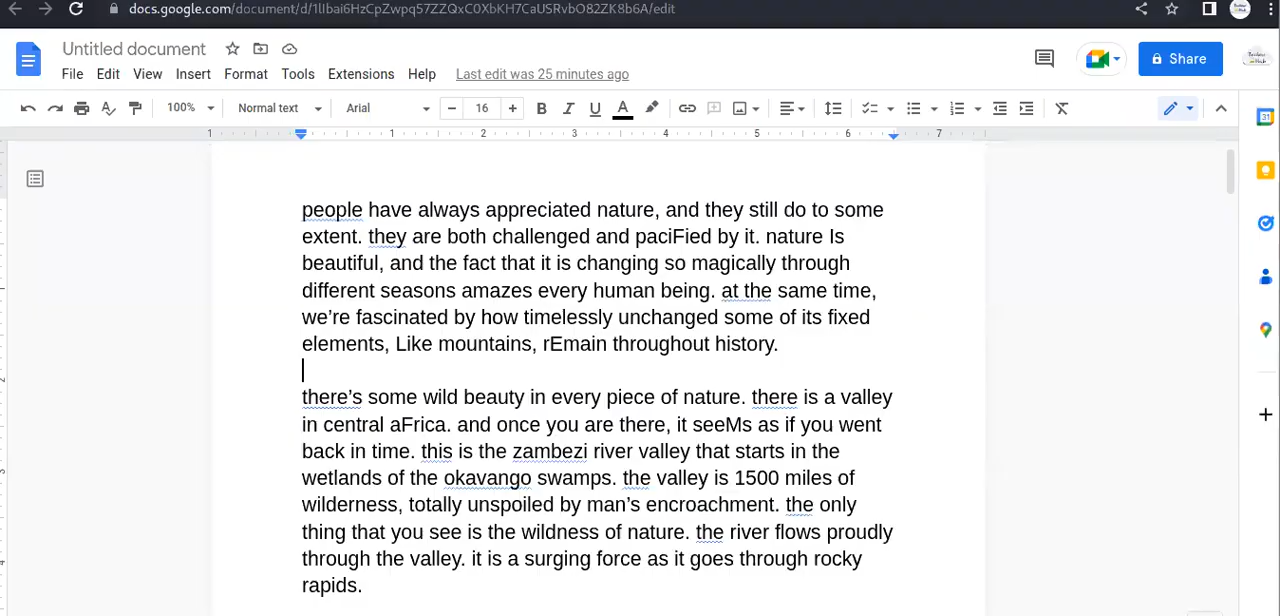 docs.google.com/document/d/1lIbai6HzCpZwpq57ZZQxC0XbKH7CaUSRvbO82ZK8b6A/edit
Untitled document
File Edit View Insert Format Tools Extensions Help Last edit was 25 minutes ago
Share
100% Normal text Arial 16 B I U A
1 1 2 3 4 5 6 7
people have always appreciated nature, and they still do to some
extent. they are both challenged and paciFied by it. nature Is
beautiful, and the fact that it is changing so magically through
different seasons amazes every human being. at the same time,
we’re fascinated by how timelessly unchanged some of its fixed
elements, Like mountains, rEmain throughout history.
there’s some wild beauty in every piece of nature. there is a valley
in central aFrica. and once you are there, it seeMs as if you went
back in time. this is the zambezi river valley that starts in the
wetlands of the okavango swamps. the valley is 1500 miles of
wilderness, totally unspoiled by man’s encroachment. the only
thing that you see is the wildness of nature. the river flows proudly
through the valley. it is a surging force as it goes through rocky
rapids.